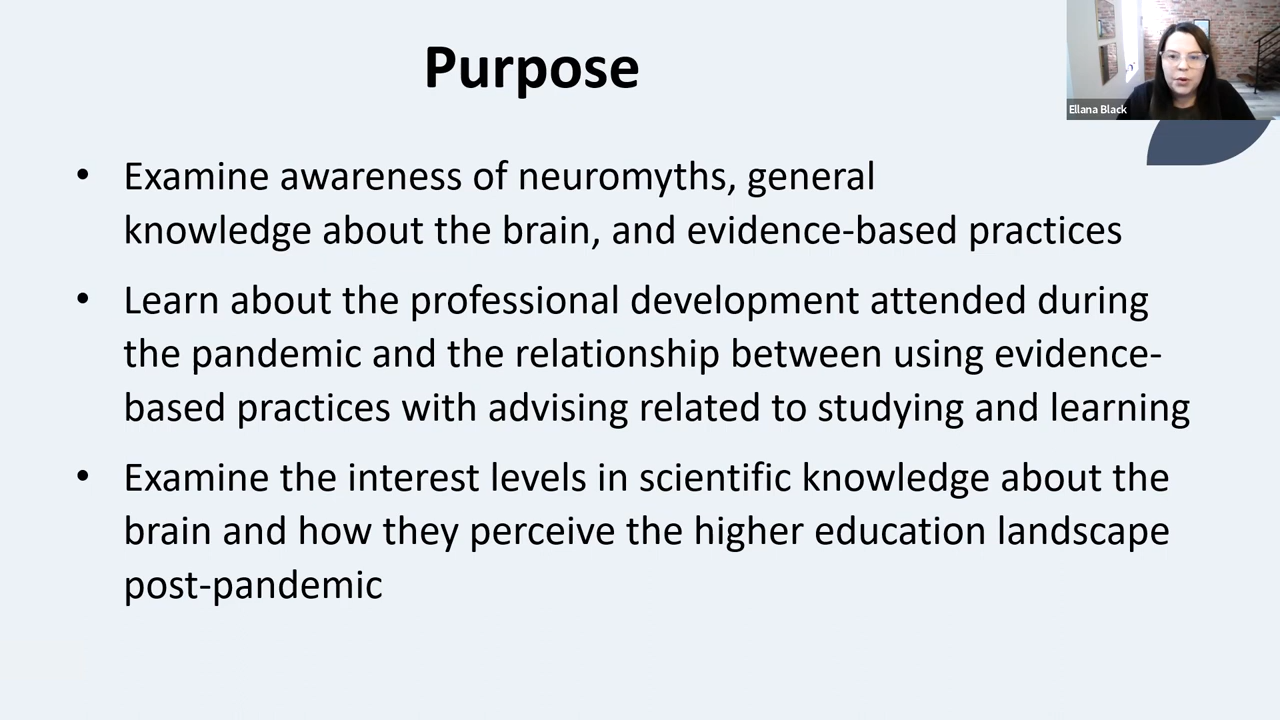 Purpose
Ellana Black
• Examine awareness of neuromyths, general
knowledge about the brain, and evidence-based practices
• Learn about the professional development attended during
the pandemic and the relationship between using evidence-
based practices with advising related to studying and learning
• Examine the interest levels in scientific knowledge about the
brain and how they perceive the higher education landscape
post-pandemic